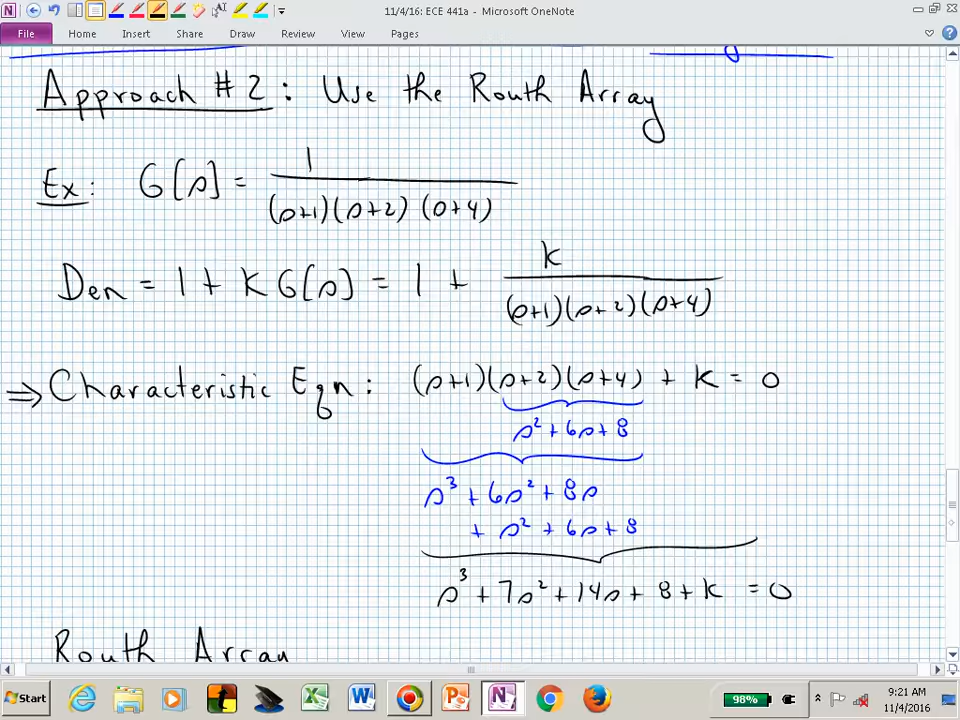 11/4/16: ECE 441a - Microsoft OneNote
File Home Insert Share Draw Review View Pages
Approach #2: Use the Routh Array
Ex: G[s] = 1 / (s+1)(s+2)(s+4)
Den = 1 + K G[s] = 1 + K / (s+1)(s+2)(s+4)
⇒ Characteristic Eqn: (s+1)(s+2)(s+4) + K = 0
s² + 6s + 8
s³ + 6s² + 8s
+ s² + 6s + 8
s³ + 7s² + 14s + 8 + K = 0
Routh Array
Start
98%
9:21 AM
11/4/2016